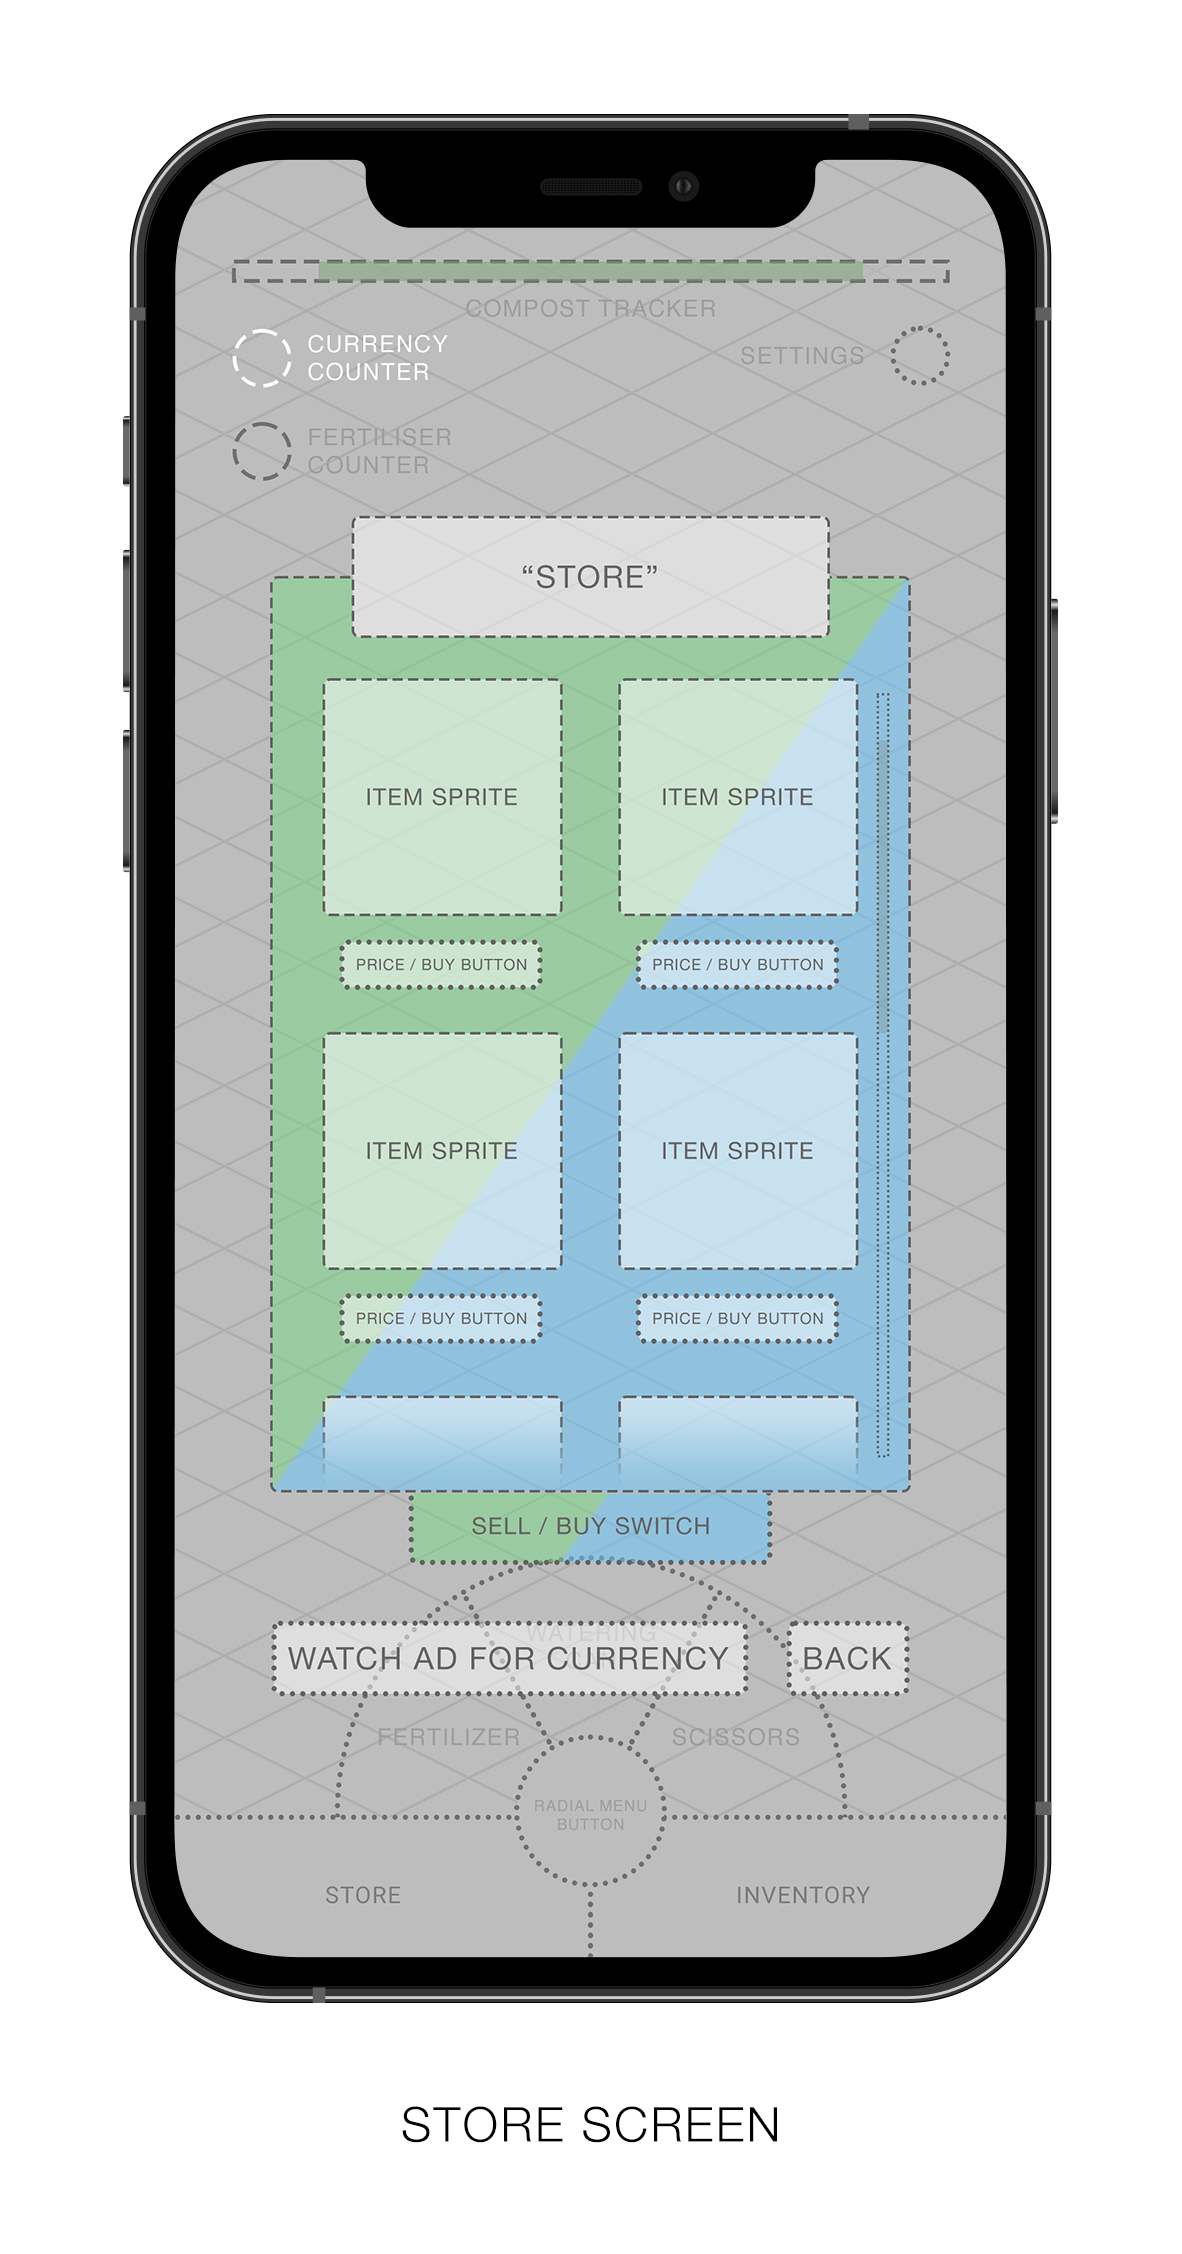 COMPOST TRACKER
CURRENCY
COUNTER
SETTINGS
FERTILISER
COUNTER
“STORE”
ITEM SPRITE
ITEM SPRITE
PRICE / BUY BUTTON
PRICE / BUY BUTTON
ITEM SPRITE
ITEM SPRITE
PRICE / BUY BUTTON
PRICE / BUY BUTTON
SELL / BUY SWITCH
WATERING
WATCH AD FOR CURRENCY
BACK
FERTILIZER
SCISSORS
RADIAL MENU
BUTTON
STORE
INVENTORY
STORE SCREEN